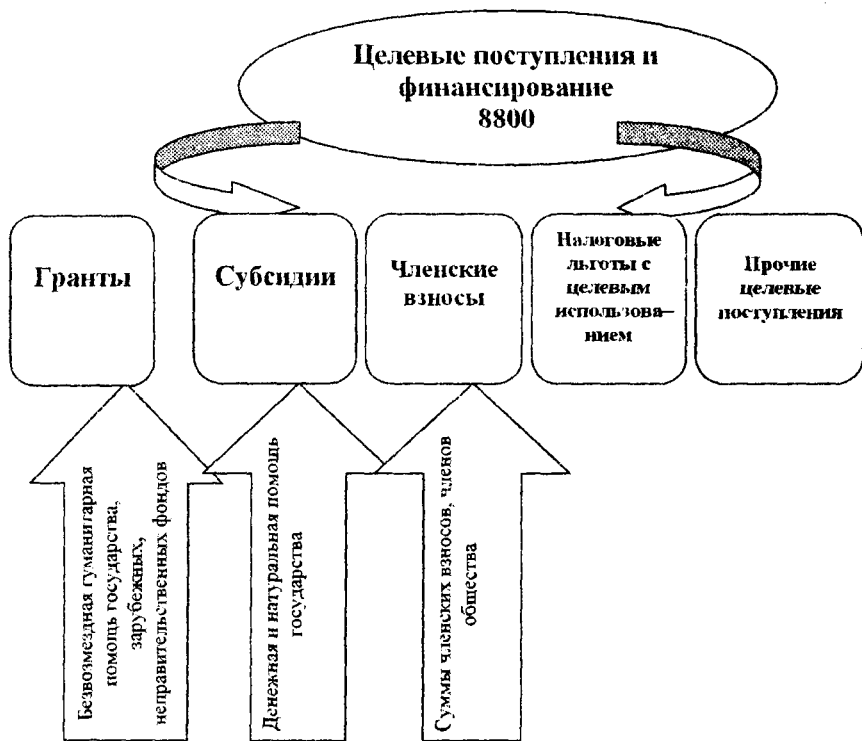 Целевые поступления и
финансирование
8800
Гранты
Субсидии
Членские
взносы
Налоговые
льготы с
целевым
использова–
нием
Прочие
целевые
поступления
Безвозмездная гуманитарная
помощь государства,
зарубежных,
неправительственных фондов
Денежная и натуральная помощь
государства
Суммы членских взносов, членов
общества